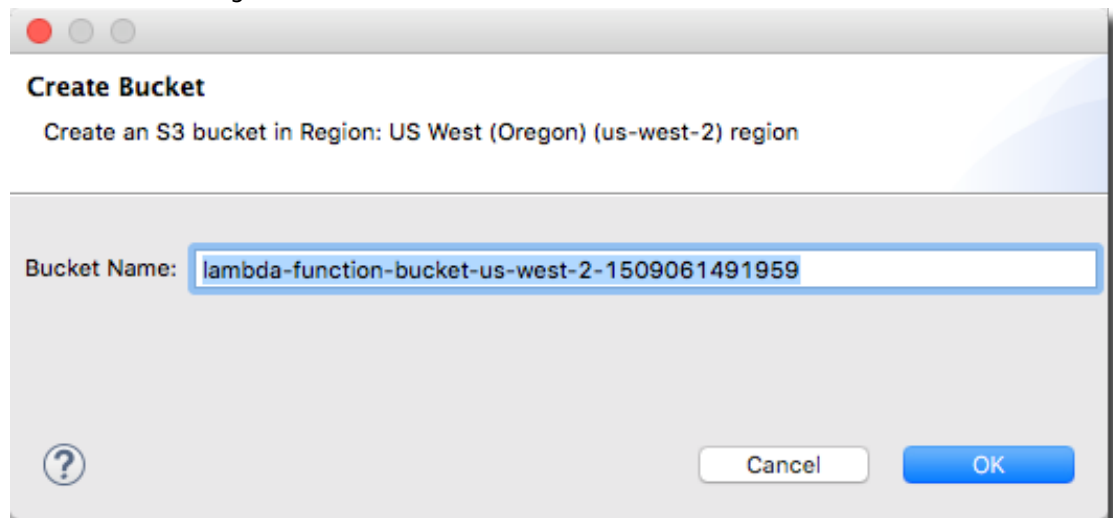 Create Bucket
Create an S3 bucket in Region: US West (Oregon) (us-west-2) region
Bucket Name: lambda-function-bucket-us-west-2-1509061491959
? Cancel OK